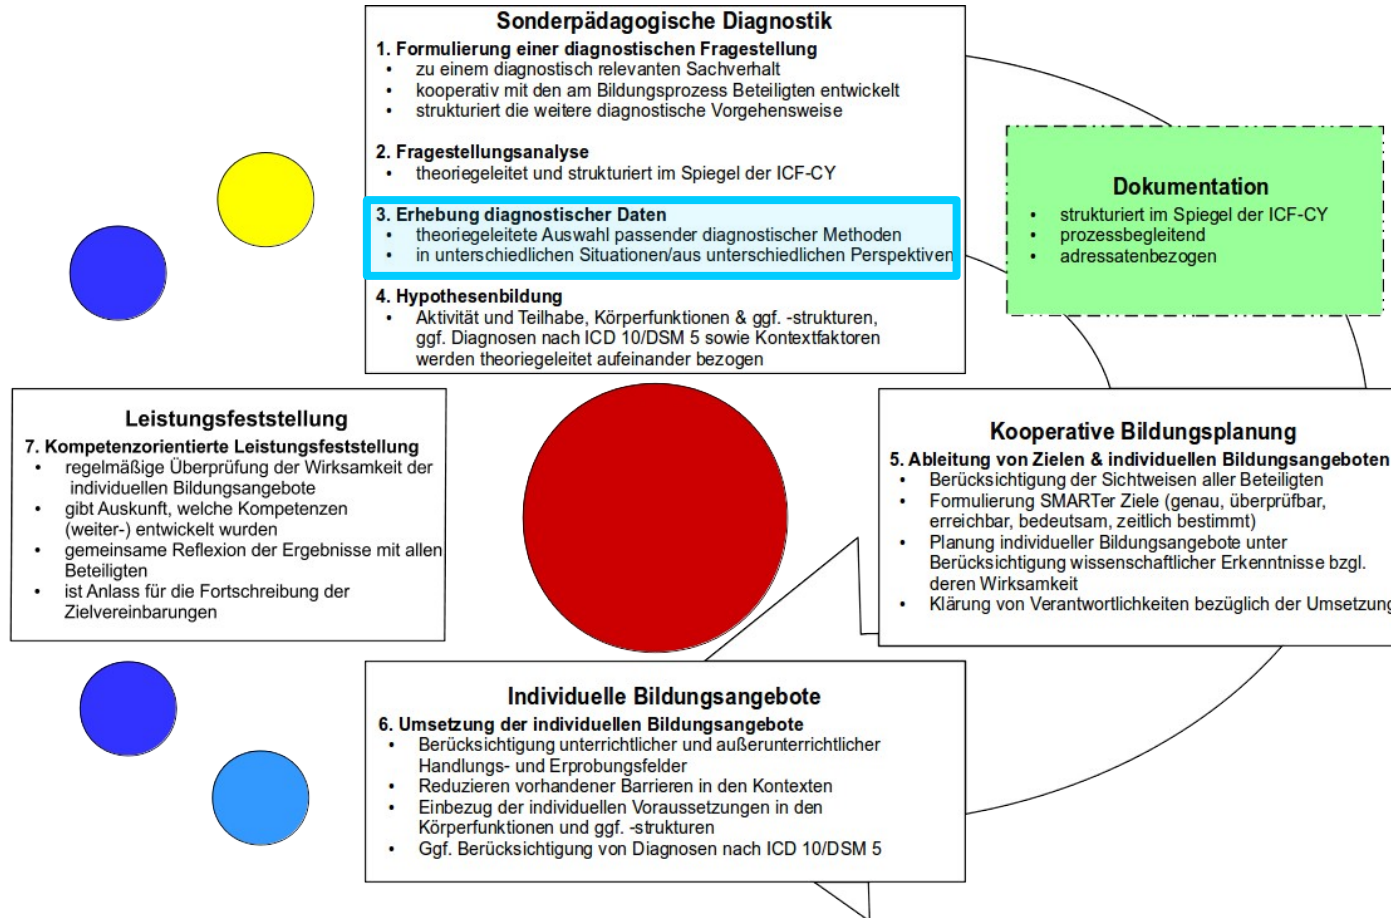 Sonderpädagogische Diagnostik
1. Formulierung einer diagnostischen Fragestellung
• zu einem diagnostisch relevanten Sachverhalt
• kooperativ mit den am Bildungsprozess Beteiligten entwickelt
• strukturiert die weitere diagnostische Vorgehensweise
2. Fragestellungsanalyse
• theoriegeleitet und strukturiert im Spiegel der ICF-CY
3. Erhebung diagnostischer Daten
• theoriegeleitete Auswahl passender diagnostischer Methoden
• in unterschiedlichen Situationen/aus unterschiedlichen Perspektiven
4. Hypothesenbildung
• Aktivität und Teilhabe, Körperfunktionen & ggf. -strukturen,
ggf. Diagnosen nach ICD 10/DSM 5 sowie Kontextfaktoren
werden theoriegeleitet aufeinander bezogen
Dokumentation
• strukturiert im Spiegel der ICF-CY
• prozessbegleitend
• adressatenbezogen
Leistungsfeststellung
7. Kompetenzorientierte Leistungsfeststellung
• regelmäßige Überprüfung der Wirksamkeit der
individuellen Bildungsangebote
• gibt Auskunft, welche Kompetenzen
(weiter-) entwickelt wurden
• gemeinsame Reflexion der Ergebnisse mit allen
Beteiligten
• ist Anlass für die Fortschreibung der
Zielvereinbarungen
Kooperative Bildungsplanung
5. Ableitung von Zielen & individuellen Bildungsangeboten
• Berücksichtigung der Sichtweisen aller Beteiligten
• Formulierung SMARTer Ziele (genau, überprüfbar,
erreichbar, bedeutsam, zeitlich bestimmt)
• Planung individueller Bildungsangebote unter
Berücksichtigung wissenschaftlicher Erkenntnisse bzgl.
deren Wirksamkeit
• Klärung von Verantwortlichkeiten bezüglich der Umsetzung
Individuelle Bildungsangebote
6. Umsetzung der individuellen Bildungsangebote
• Berücksichtigung unterrichtlicher und außerunterrichtlicher
Handlungs- und Erprobungsfelder
• Reduzieren vorhandener Barrieren in den Kontexten
• Einbezug der individuellen Voraussetzungen in den
Körperfunktionen und ggf. -strukturen
• Ggf. Berücksichtigung von Diagnosen nach ICD 10/DSM 5